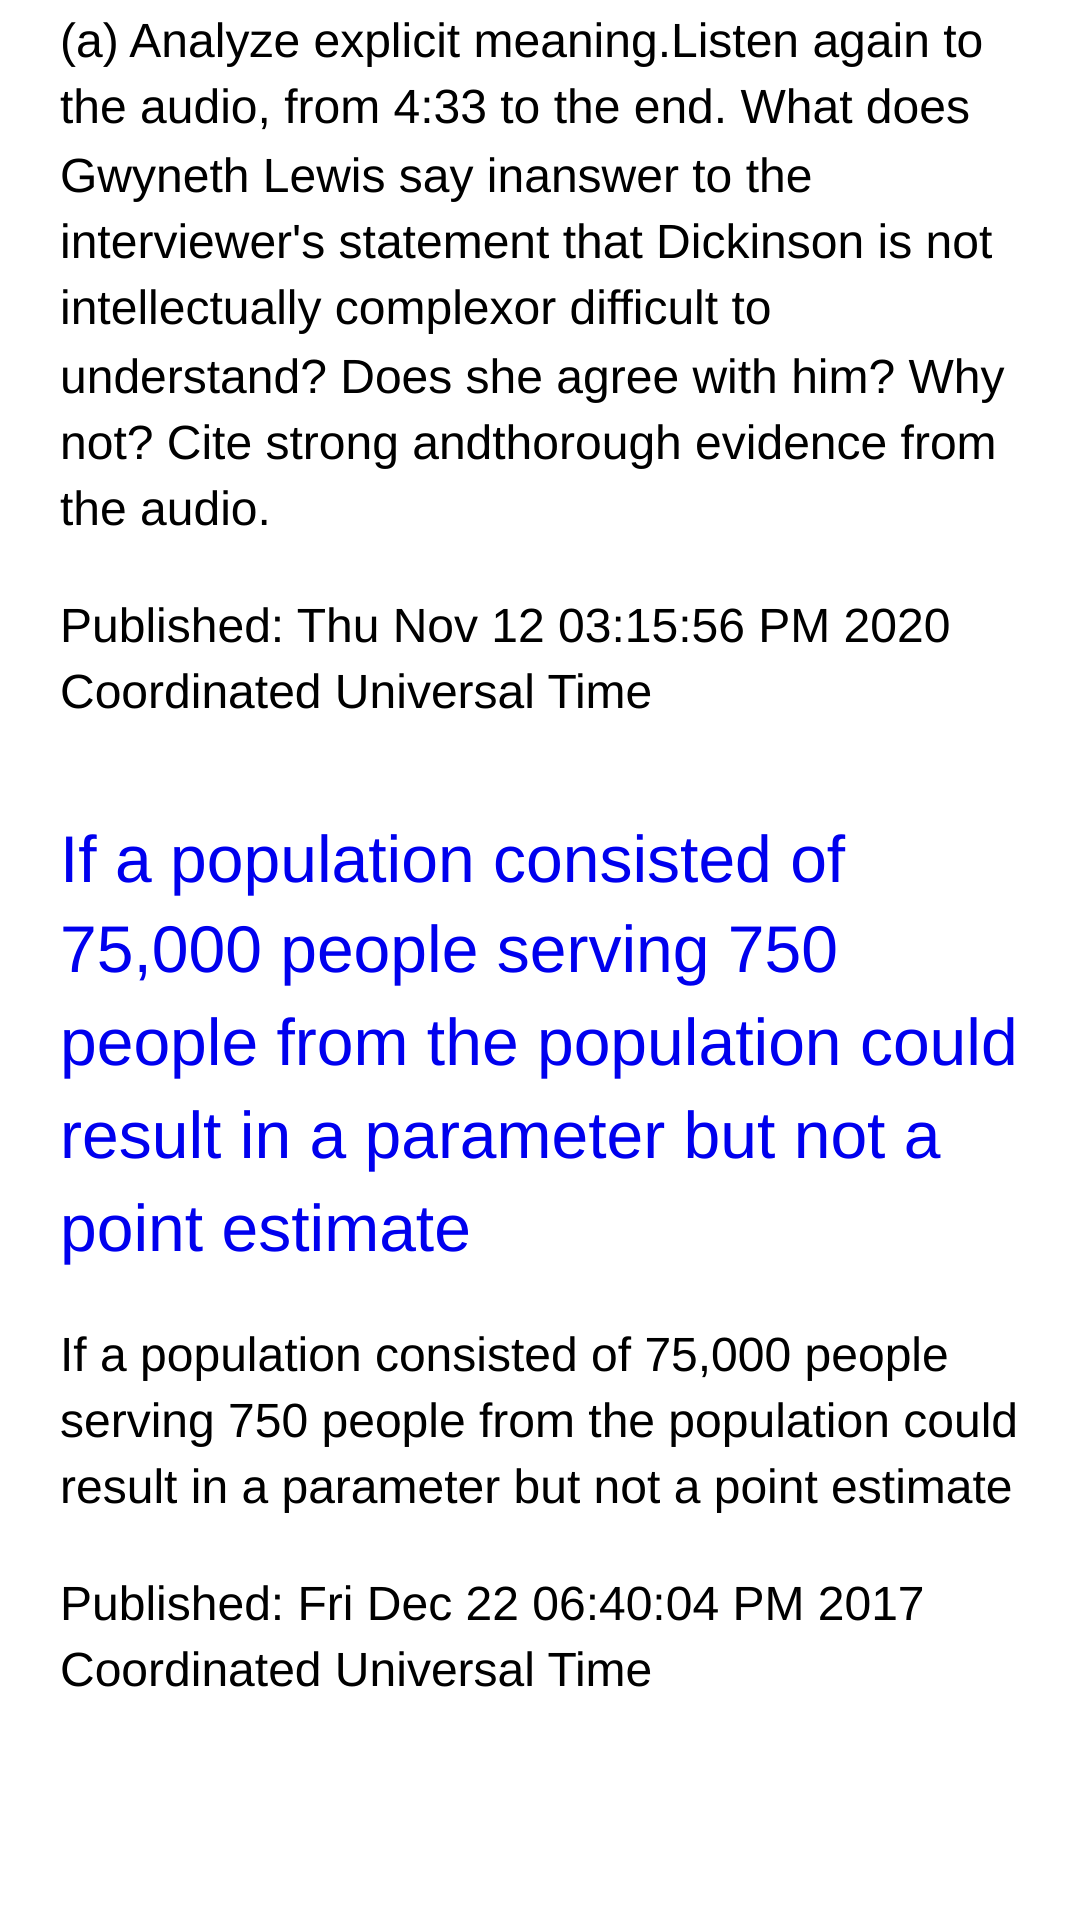 (a) Analyze explicit meaning.Listen again to
the audio, from 4:33 to the end. What does
Gwyneth Lewis say inanswer to the
interviewer's statement that Dickinson is not
intellectually complexor difficult to
understand? Does she agree with him? Why
not? Cite strong andthorough evidence from
the audio.
Published: Thu Nov 12 03:15:56 PM 2020
Coordinated Universal Time
If a population consisted of
75,000 people serving 750
people from the population could
result in a parameter but not a
point estimate
If a population consisted of 75,000 people
serving 750 people from the population could
result in a parameter but not a point estimate
Published: Fri Dec 22 06:40:04 PM 2017
Coordinated Universal Time